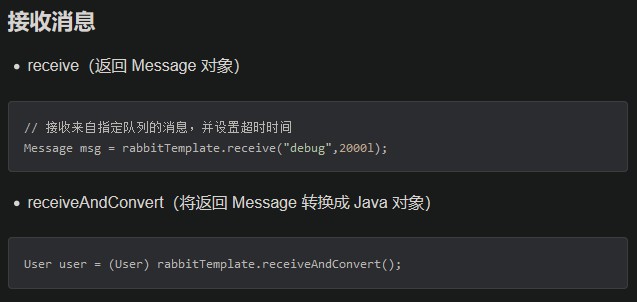 接收消息
• receive（返回 Message 对象）
// 接收来自指定队列的消息，并设置超时时间
Message msg = rabbitTemplate.receive("debug",2000l);
• receiveAndConvert（将返回 Message 转换成 Java 对象）
User user = (User) rabbitTemplate.receiveAndConvert();